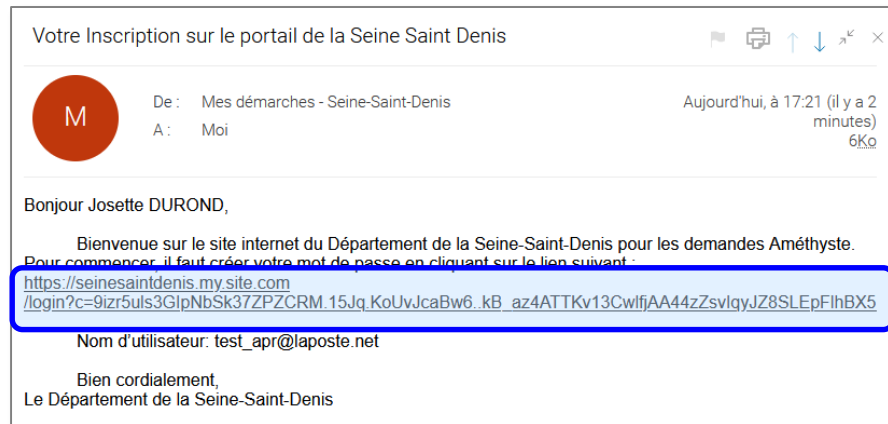 Votre Inscription sur le portail de la Seine Saint Denis
M
De : Mes démarches - Seine-Saint-Denis
A : Moi
Aujourd'hui, à 17:21 (il y a 2
minutes)
6Ko
Bonjour Josette DUROND,
Bienvenue sur le site internet du Département de la Seine-Saint-Denis pour les demandes Améthyste.
Pour commencer, il faut créer votre mot de passe en cliquant sur le lien suivant :
https://seinesaintdenis.my.site.com
/login?c=9izr5uls3GlpNbSk37ZPZCRM.15Jq.KoUvJcaBw6..kB_az4ATTKv13CwlfjAA44zZsvlqyJZ8SLEpFlhBX5
Nom d'utilisateur: test_apr@laposte.net
Bien cordialement,
Le Département de la Seine-Saint-Denis